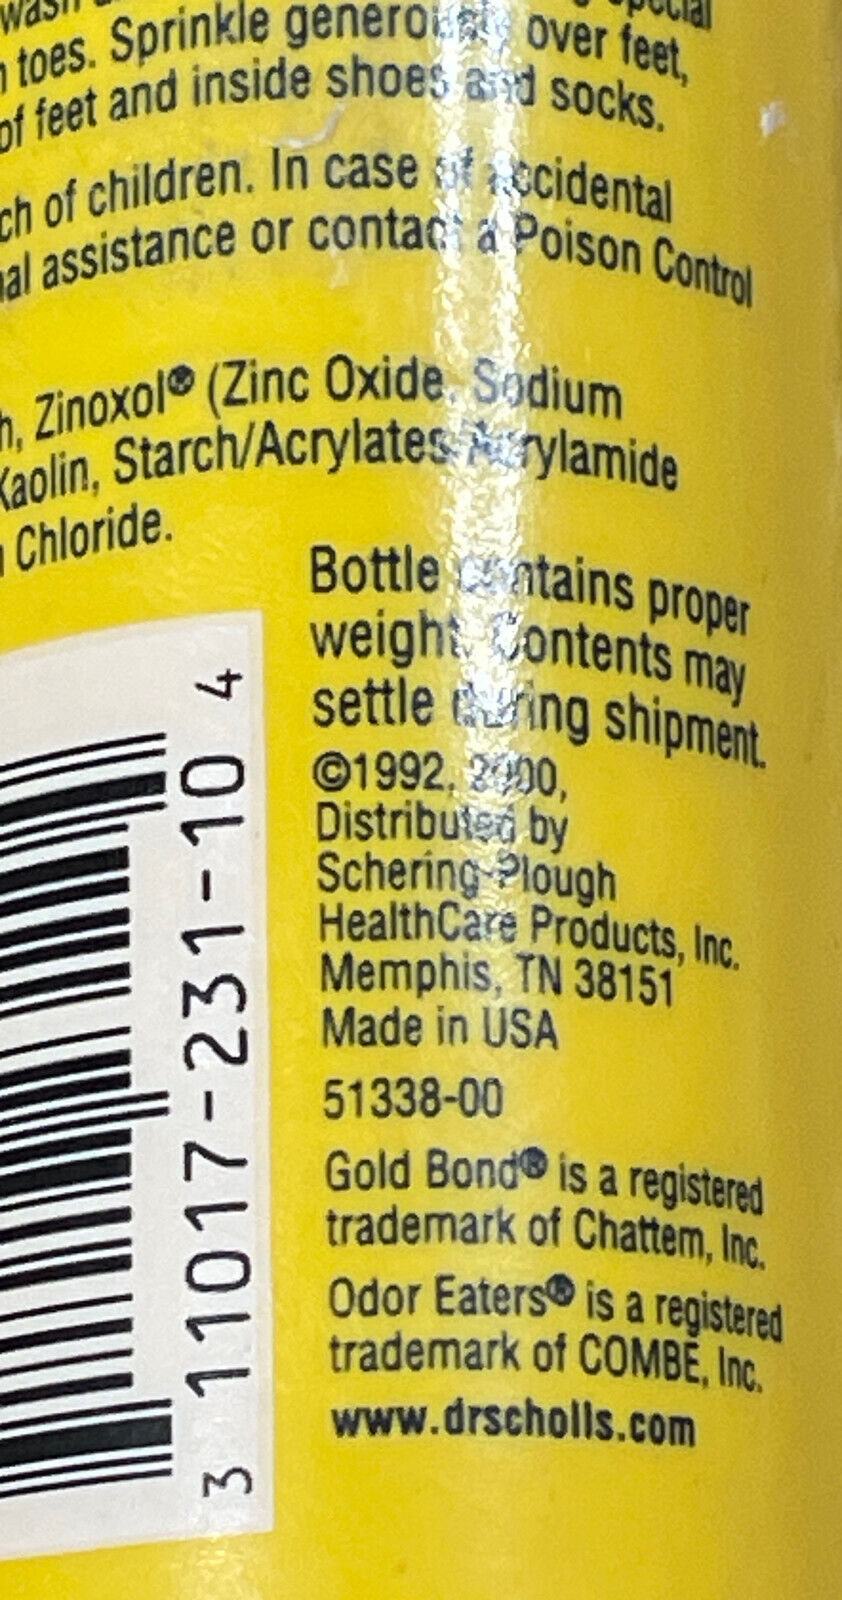 toes. Sprinkle generously over feet,
of feet and inside shoes and socks.
of children. In case of accidental
assistance or contact a Poison Control
Zinoxol® (Zinc Oxide, Sodium
Kaolin, Starch/Acrylates/Acrylamide
Chloride.
Bottle contains proper
weight. Contents may
settle during shipment.
©1992, 2000,
Distributed by
Schering-Plough
HealthCare Products, Inc.
Memphis, TN 38151
Made in USA
51338-00
Gold Bond® is a registered
trademark of Chattem, Inc.
Odor Eaters® is a registered
trademark of COMBE, Inc.
www.drscholls.com
3 11017-231-10 4